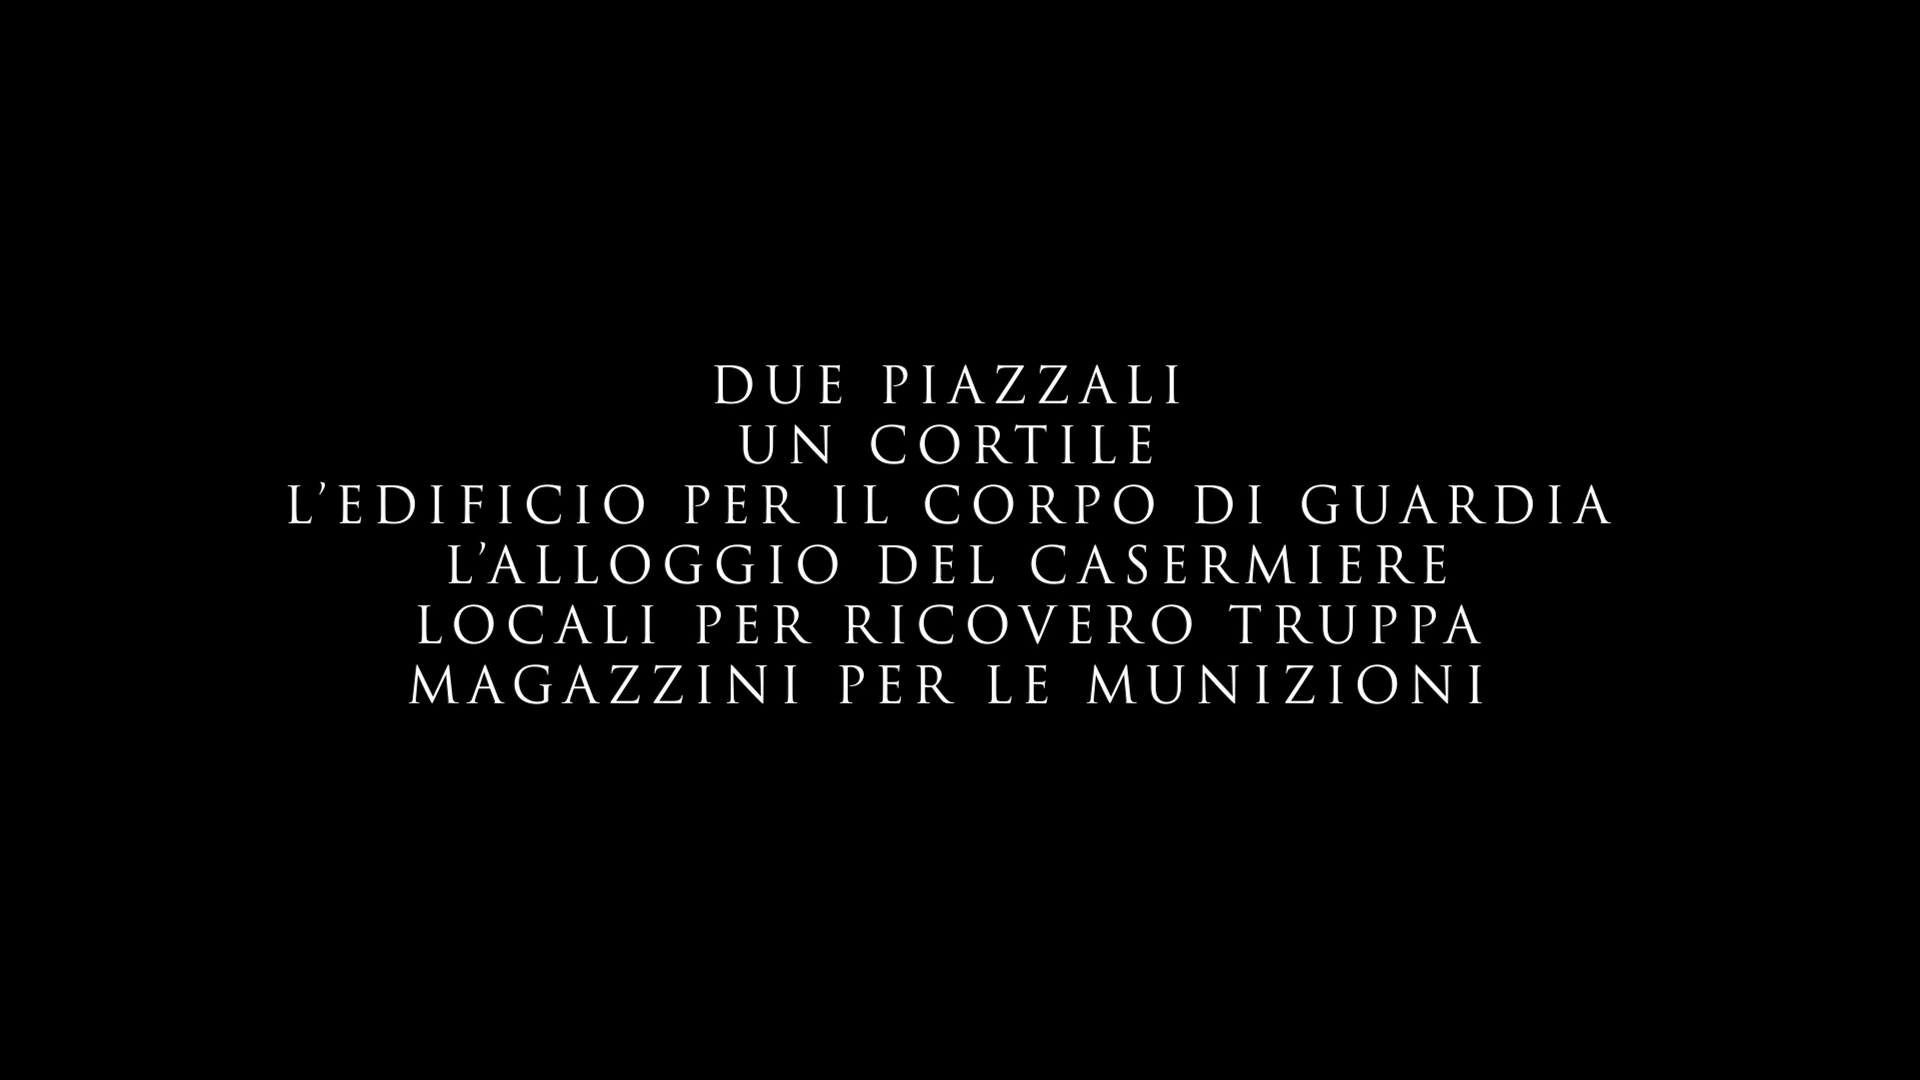 DUE PIAZZALI
UN CORTILE
L’EDIFICIO PER IL CORPO DI GUARDIA
L’ALLOGGIO DEL CASERMIERE
LOCALI PER RICOVERO TRUPPA
MAGAZZINI PER LE MUNIZIONI